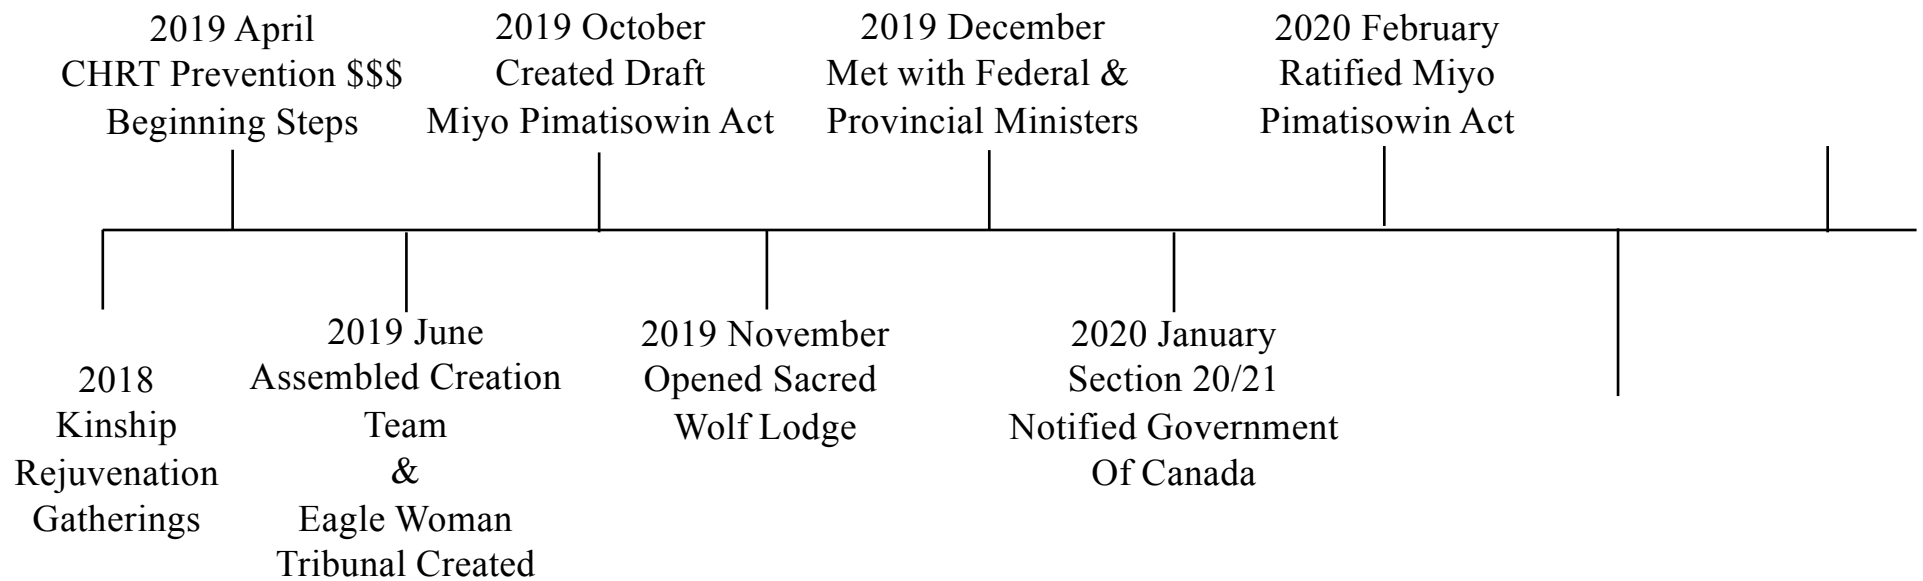 2019 April
CHRT Prevention $$$
Beginning Steps
2019 October
Created Draft
Miyo Pimatisowin Act
2019 December
Met with Federal &
Provincial Ministers
2020 February
Ratified Miyo
Pimatisowin Act
2018
Kinship
Rejuvenation
Gatherings
2019 June
Assembled Creation
Team
&
Eagle Woman
Tribunal Created
2019 November
Opened Sacred
Wolf Lodge
2020 January
Section 20/21
Notified Government
Of Canada